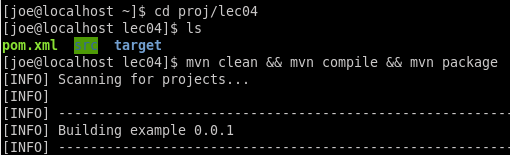 [joe@localhost ~]$ cd proj/lec04
[joe@localhost lec04]$ ls
pom.xml  src  target
[joe@localhost lec04]$ mvn clean && mvn compile && mvn package
[INFO] Scanning for projects...
[INFO]
[INFO] --------------------------------------------------------
[INFO] Building example 0.0.1
[INFO] --------------------------------------------------------